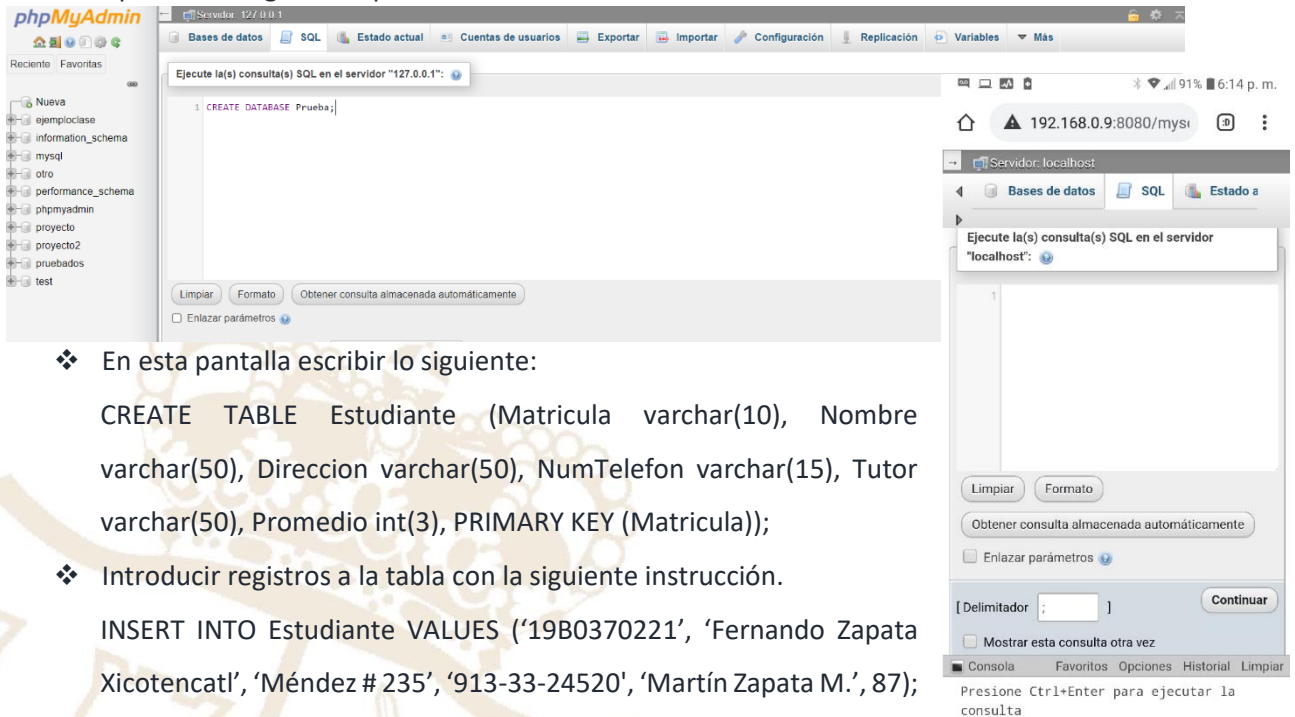 phpMyAdmin
Reciente Favoritas
Nueva
ejemploclase
information_schema
mysql
otro
performance_schema
phpmyadmin
proyecto
proyecto2
pruebados
test
Servidor: 127.0.0.1
Bases de datos SQL Estado actual Cuentas de usuarios Exportar Importar Configuración Replicación Variables Más
Ejecute la(s) consulta(s) SQL en el servidor "127.0.0.1":
1 CREATE DATABASE Prueba;
Limpiar Formato Obtener consulta almacenada automáticamente
Enlazar parámetros
91% 6:14 p. m.
192.168.0.9:8080/myse
Servidor: localhost
Bases de datos SQL Estado a
Ejecute la(s) consulta(s) SQL en el servidor
"localhost":
1
Limpiar Formato
Obtener consulta almacenada automáticamente
Enlazar parámetros
[ Delimitador ; ] Continuar
Mostrar esta consulta otra vez
Consola Favoritos Opciones Historial Limpiar
Presione Ctrl+Enter para ejecutar la
consulta
❖ En esta pantalla escribir lo siguiente:
CREATE TABLE Estudiante (Matricula varchar(10), Nombre
varchar(50), Direccion varchar(50), NumTelefon varchar(15), Tutor
varchar(50), Promedio int(3), PRIMARY KEY (Matricula));
❖ Introducir registros a la tabla con la siguiente instrucción.
INSERT INTO Estudiante VALUES (‘19B0370221’, ‘Fernando Zapata
Xicotencatl’, ‘Méndez # 235’, ‘913-33-24520', ‘Martín Zapata M.’, 87);